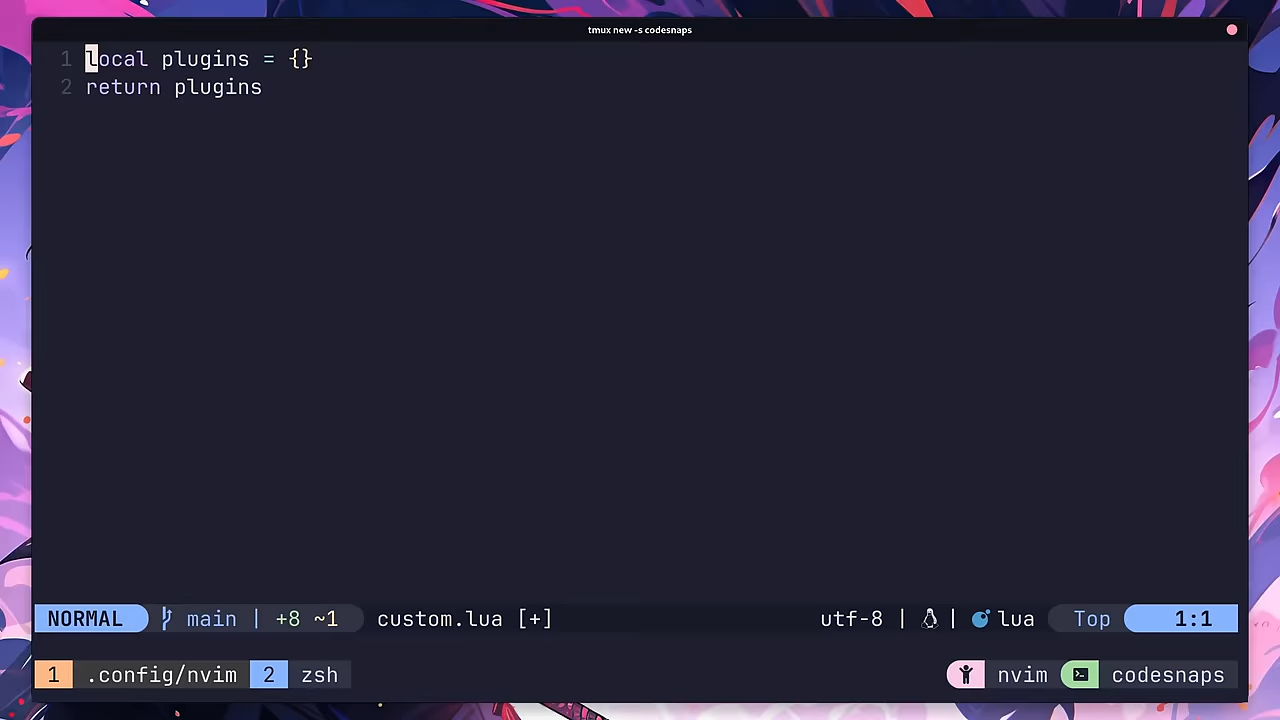 tmux new -s codesnaps
1 local plugins = {}
2 return plugins
NORMAL main | +8 ~1 custom.lua [+] utf-8 | | lua Top 1:1
1 .config/nvim 2 zsh nvim codesnaps